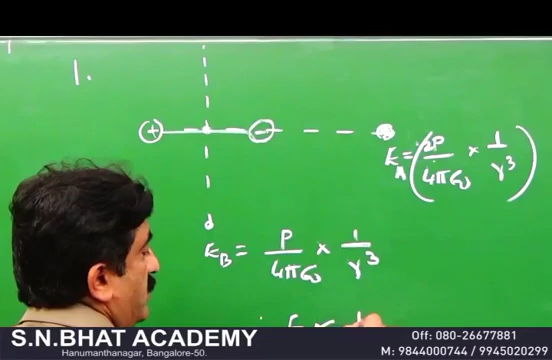 1.
+ −
E_A = (2P/4πε₀ × 1/r³)
E_B = P/4πε₀ × 1/r³
S.N.BHAT ACADEMY
Hanumanthanagar, Bangalore-50.
Off: 080-26677881
M: 9844000744 / 9945020299